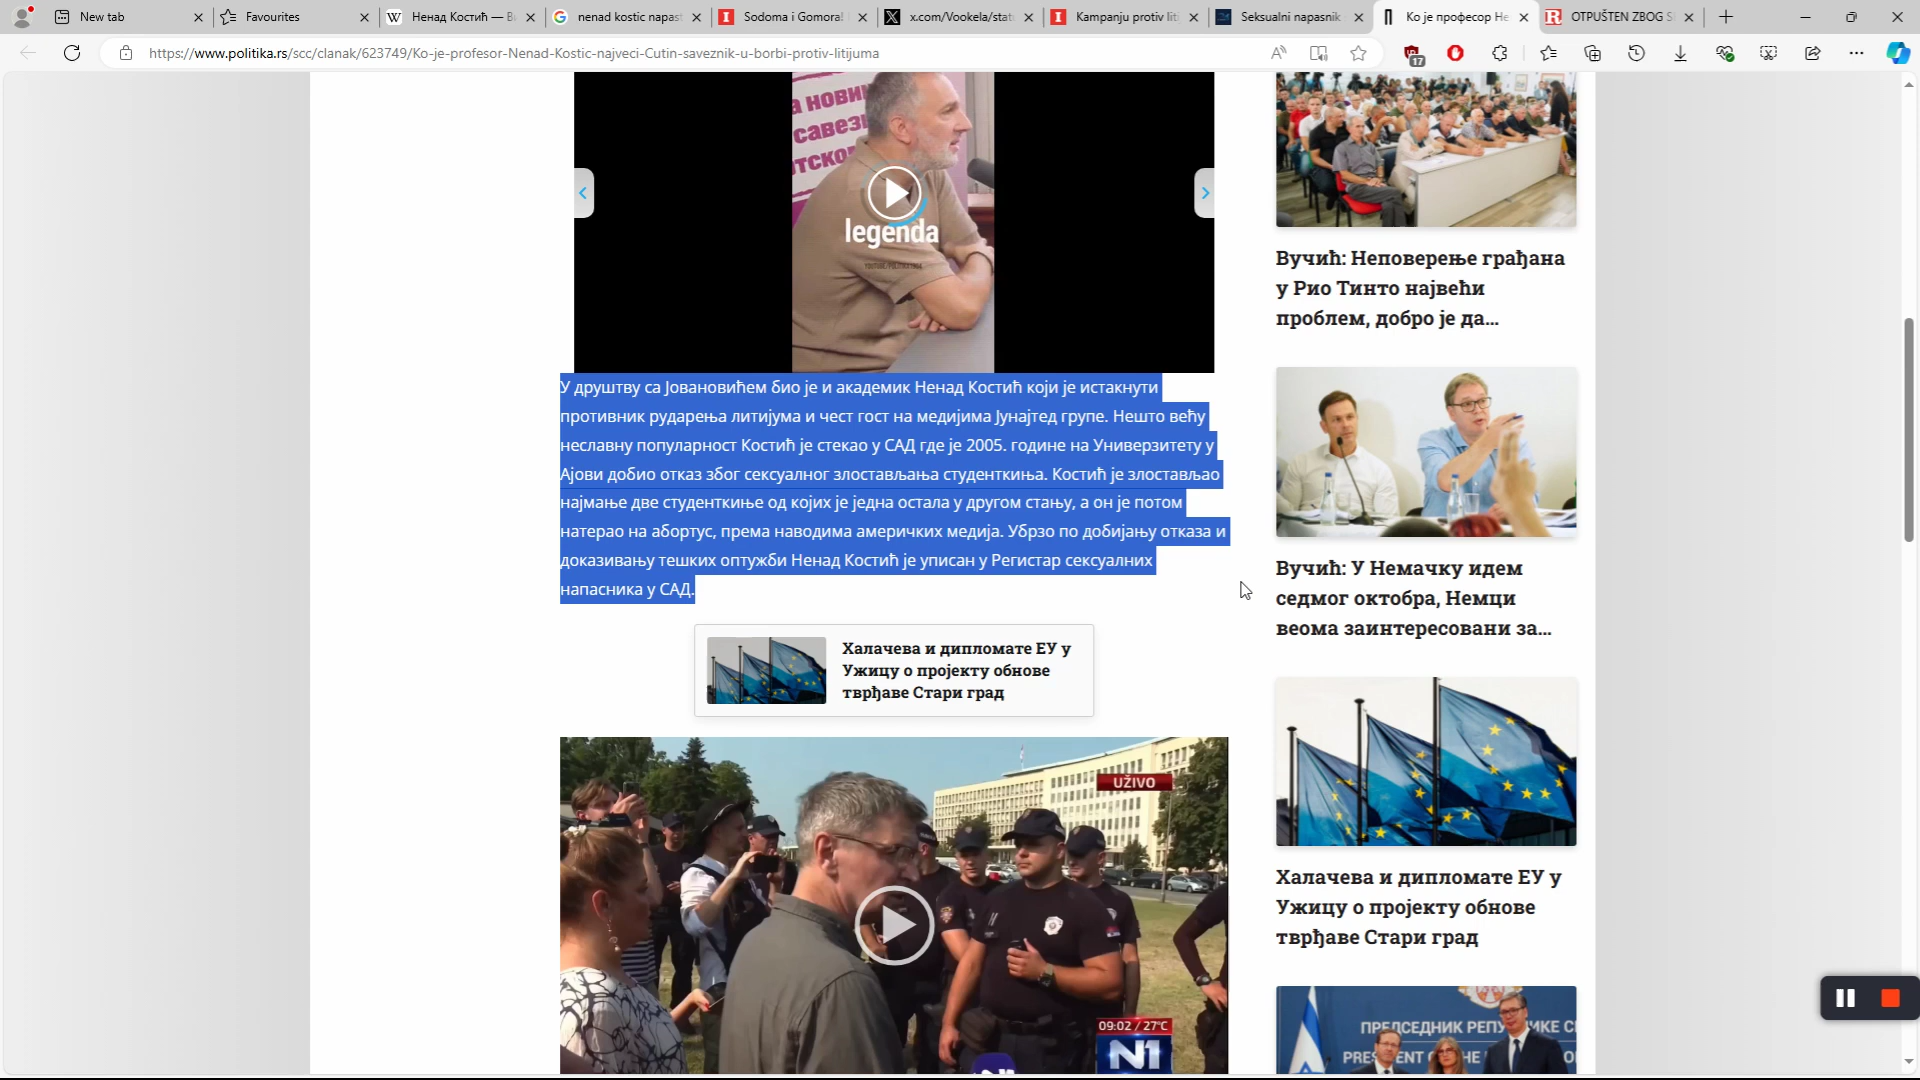 New tab
Favourites
Ненад Костић — В
nenad kostic napast
Sodoma i Gomora!
x.com/Vookela/stat
Kampanju protiv liti
Seksualni napasnik
Ко је професор Не
OTPUŠTEN ZBOG S
https://www.politika.rs/scc/clanak/623749/Ko-je-profesor-Nenad-Kostic-najveci-Cutin-saveznik-u-borbi-protiv-litijuma
17
а нови
савез
тско
legenda
У друштву са Јовановићем био је и академик Ненад Костић који је истакнути
противник рударења литијума и чест гост на медијима Јунајтед групе. Нешто већу
неславну популарност Костић је стекао у САД где је 2005. године на Универзитету у
Ајови добио отказ због сексуалног злостављања студенткиња. Костић је злостављао
најмање две студенткиње од којих је једна остала у другом стању, а он је потом
натерао на абортус, према наводима америчких медија. Убрзо по добијању отказа и
доказивању тешких оптужби Ненад Костић је уписан у Регистар сексуалних
напасника у САД.
Халачева и дипломате ЕУ у
Ужицу о пројекту обнове
тврђаве Стари град
UŽIVO
09:02 / 27°C
N1
Вучић: Неповерење грађана
у Рио Тинто највећи
проблем, добро је да...
Вучић: У Немачку идем
седмог октобра, Немци
веома заинтересовани за...
Халачева и дипломате ЕУ у
Ужицу о пројекту обнове
тврђаве Стари град
ПРЕДСЕДНИК РЕПУ